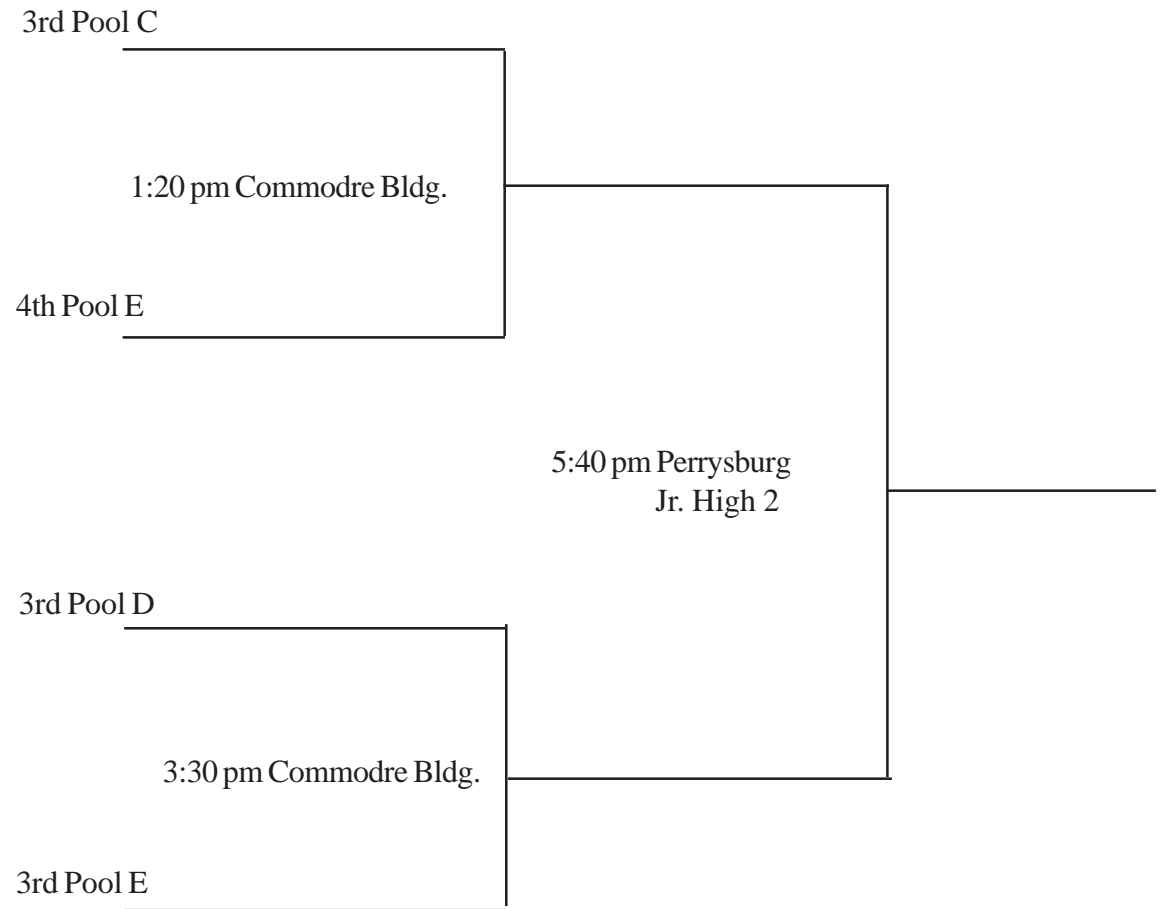 3rd Pool C
1:20 pm Commodre Bldg.
4th Pool E
5:40 pm Perrysburg
Jr. High 2
3rd Pool D
3:30 pm Commodre Bldg.
3rd Pool E